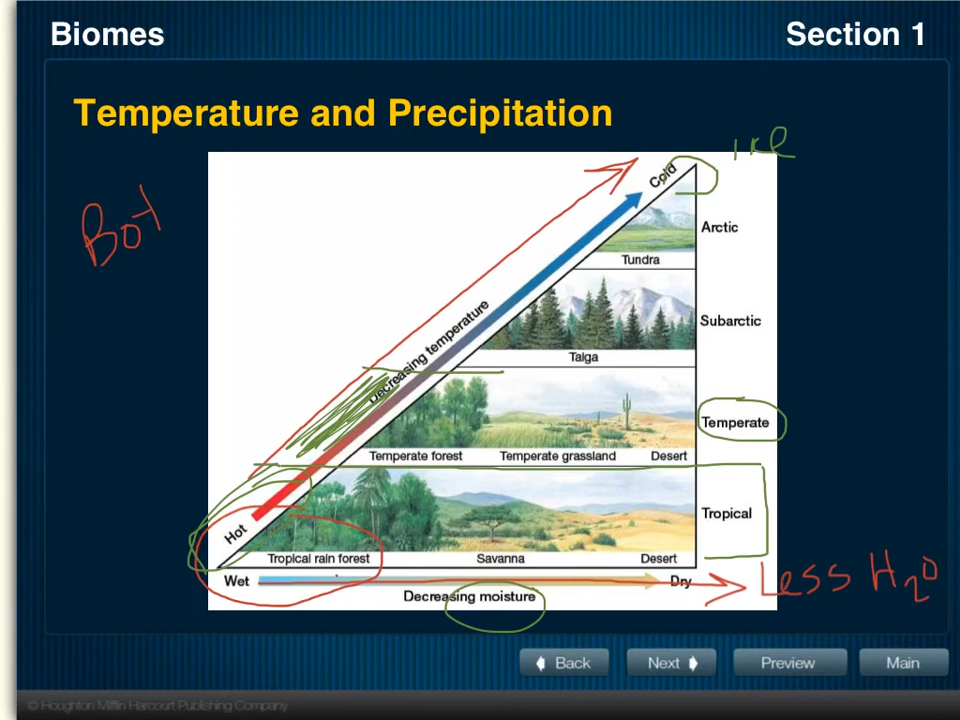 Biomes
Section 1
Temperature and Precipitation
Bot
Cold
Arctic
Tundra
Decreasing temperature
Subarctic
Taiga
Temperate
Temperate forest
Temperate grassland
Desert
Tropical
Hot
Tropical rain forest
Savanna
Desert
Wet
Dry
Decreasing moisture
Less H2O
Back
Next
Preview
Main
© Houghton Mifflin Harcourt Publishing Company